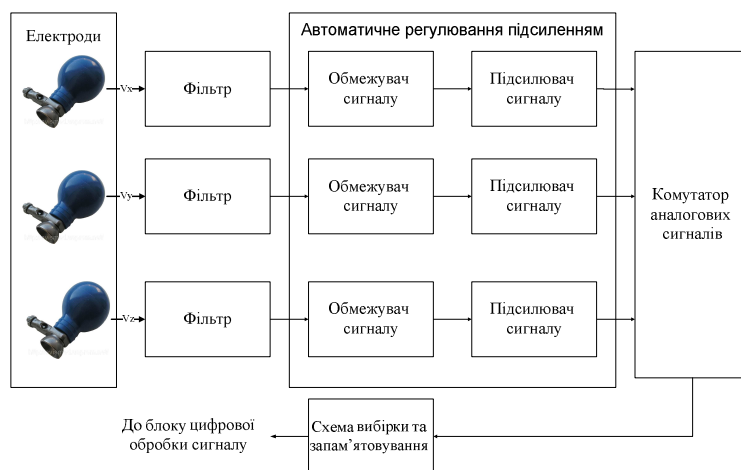 Електроди
Автоматичне регулювання підсиленням
Vx
Фільтр
Обмежувач
сигналу
Підсилювач
сигналу
Vy
Фільтр
Обмежувач
сигналу
Підсилювач
сигналу
Комутатор
аналогових
сигналів
Vz
Фільтр
Обмежувач
сигналу
Підсилювач
сигналу
До блоку цифрової
обробки сигналу
Схема вибірки та
запам’ятовування